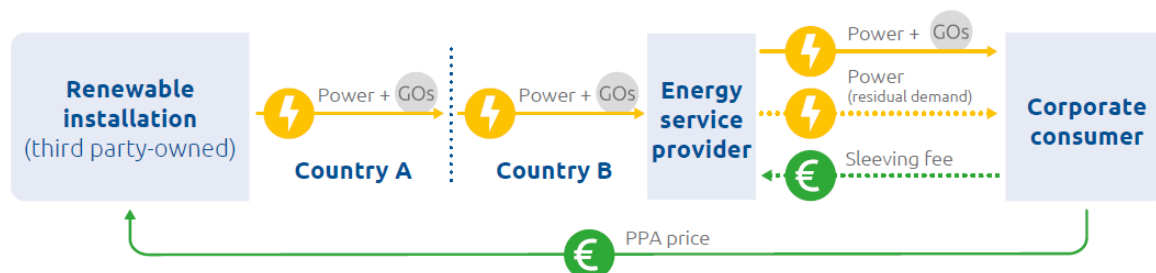 Renewable
installation
(third party-owned)
Power + GOs
Country A
Power + GOs
Country B
Energy
service
provider
Power + GOs
Power
(residual demand)
Sleeving fee
€
Corporate
consumer
PPA price
€